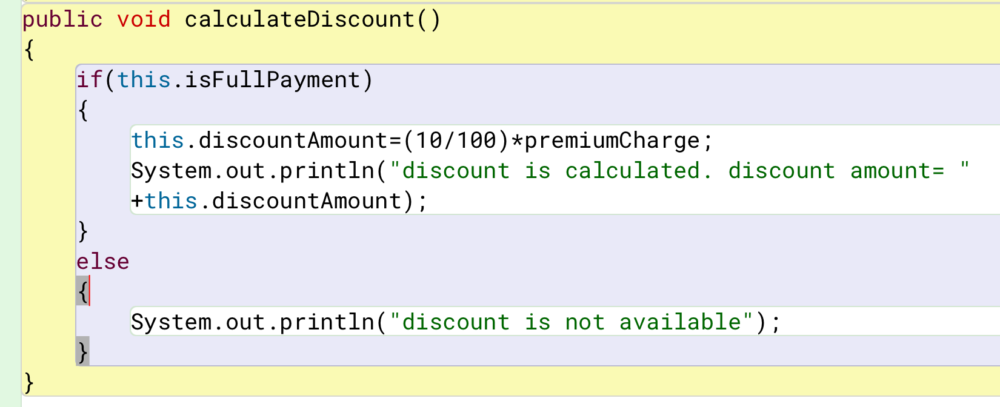 public void calculateDiscount()
{
if(this.isFullPayment)
{
this.discountAmount=(10/100)*premiumCharge;
System.out.println("discount is calculated. discount amount= "
+this.discountAmount);
}
else
{
System.out.println("discount is not available");
}
}